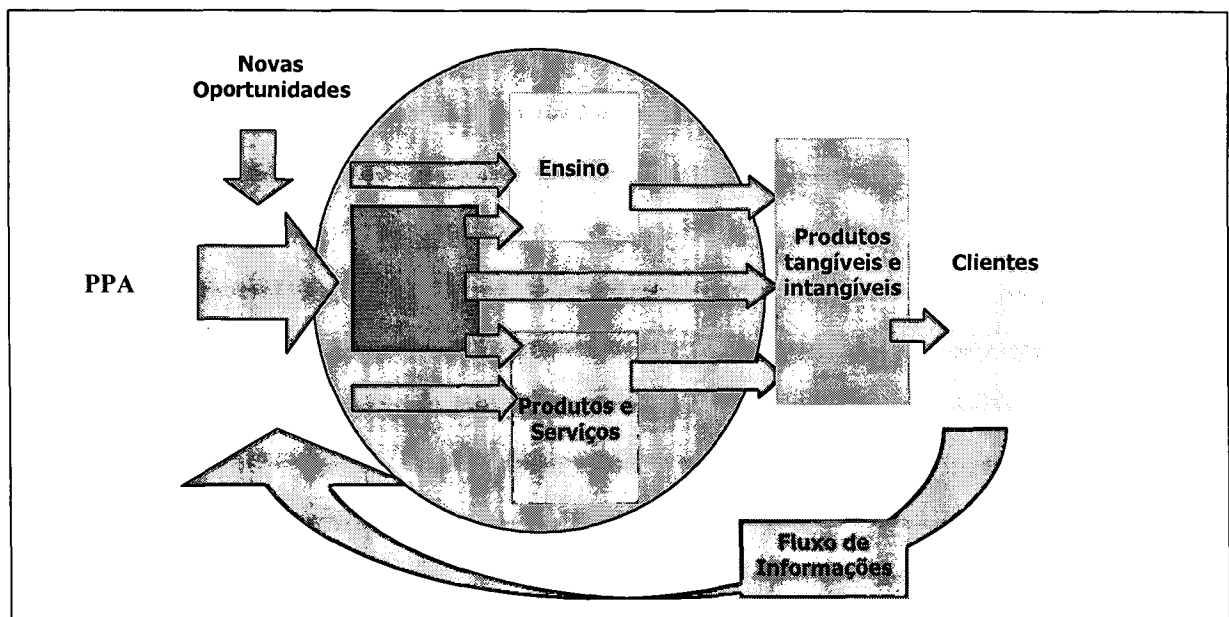 Novas
Oportunidades
PPA
Ensino
Produtos e
Serviços
Produtos
tangíveis e
intangíveis
Clientes
Fluxo de
Informações